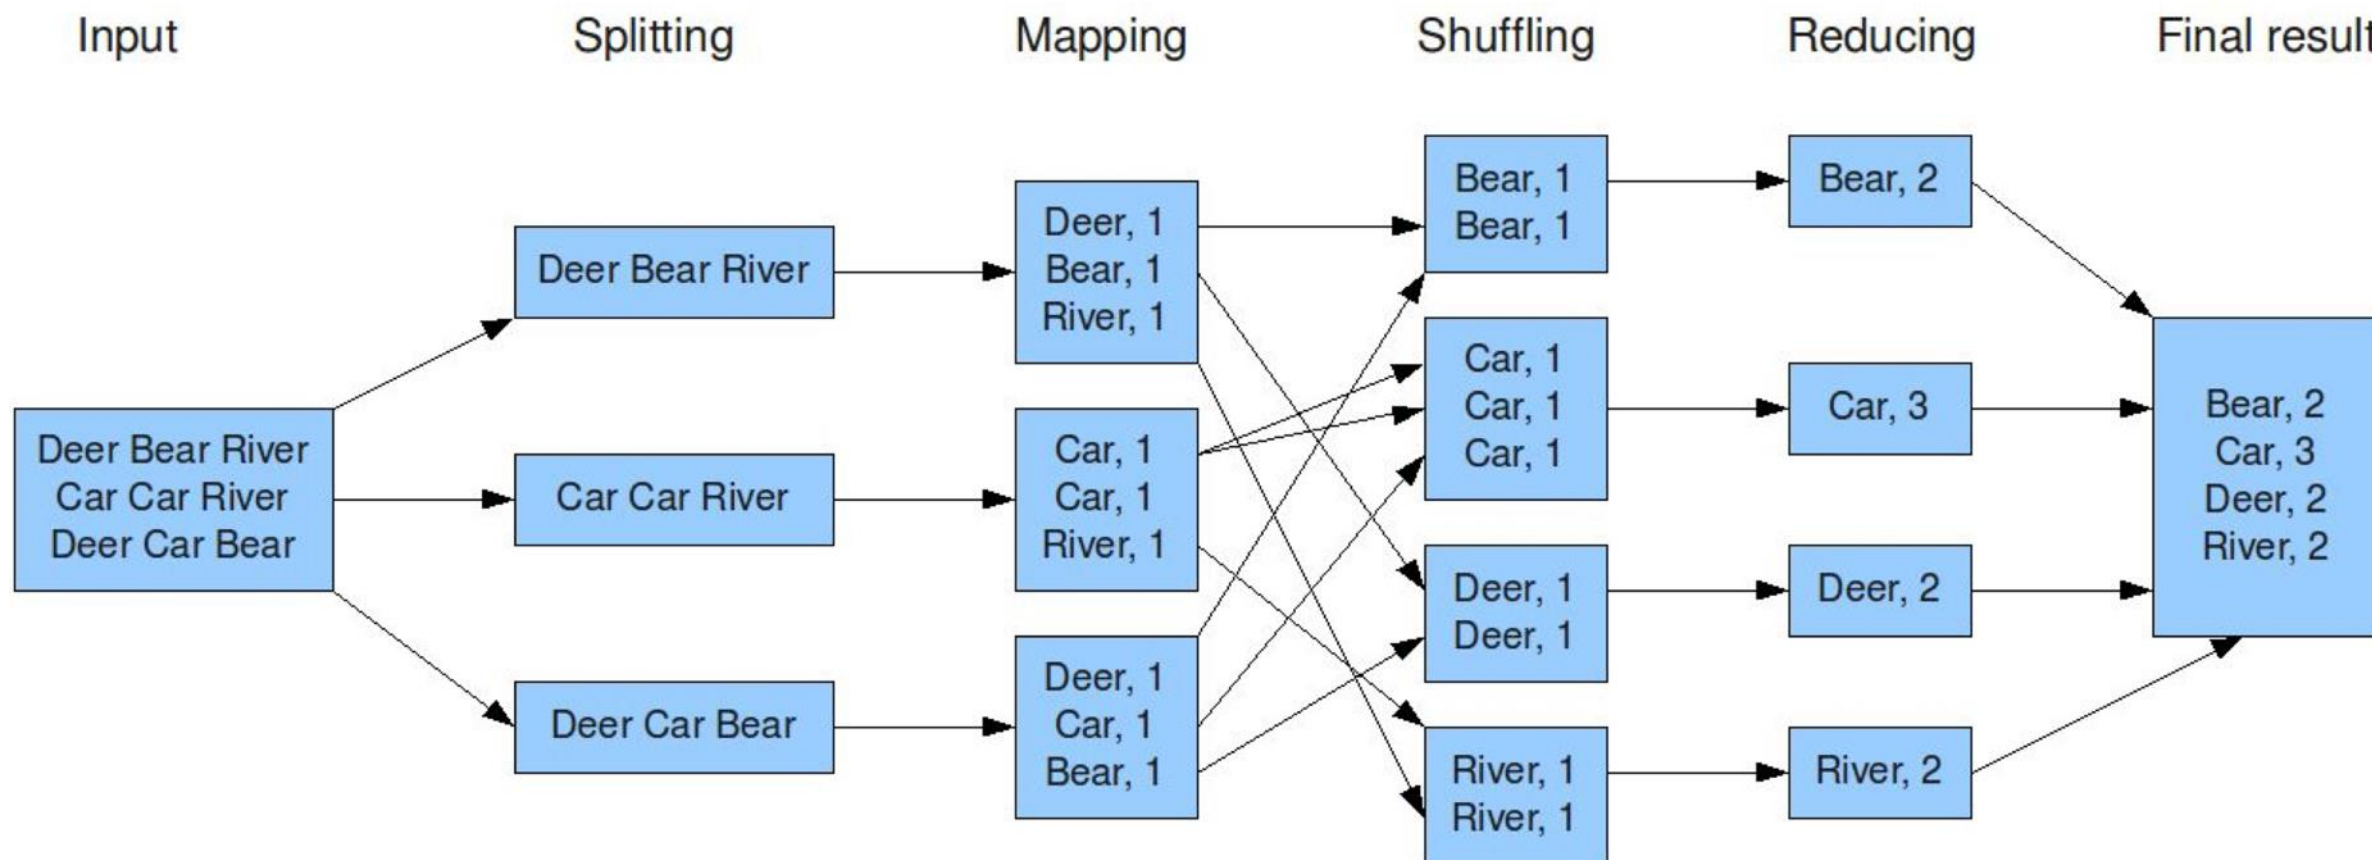 Input
Splitting
Mapping
Shuffling
Reducing
Final result
Deer Bear River
Car Car River
Deer Car Bear
Deer Bear River
Car Car River
Deer Car Bear
Deer, 1
Bear, 1
River, 1
Car, 1
Car, 1
River, 1
Deer, 1
Car, 1
Bear, 1
Bear, 1
Bear, 1
Car, 1
Car, 1
Car, 1
Deer, 1
Deer, 1
River, 1
River, 1
Bear, 2
Car, 3
Deer, 2
River, 2
Bear, 2
Car, 3
Deer, 2
River, 2